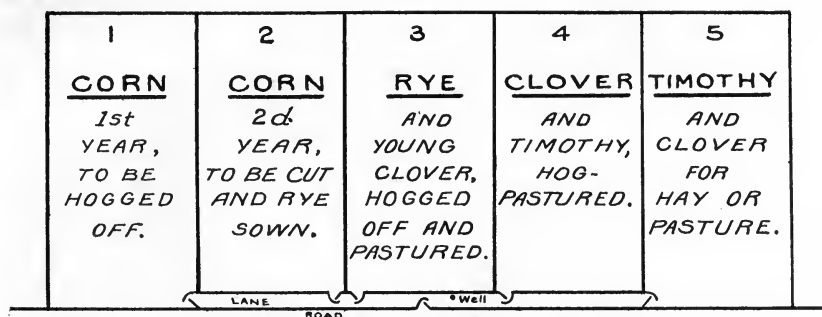 1
CORN
1st
YEAR,
TO BE
HOGGED
OFF.
2
CORN
2d
YEAR,
TO BE CUT
AND RYE
SOWN.
3
RYE
AND
YOUNG
CLOVER,
HOGGED
OFF AND
PASTURED.
4
CLOVER
AND
TIMOTHY,
HOG-
PASTURED.
5
TIMOTHY
AND
CLOVER
FOR
HAY OR
PASTURE.
LANE
Well
ROAD